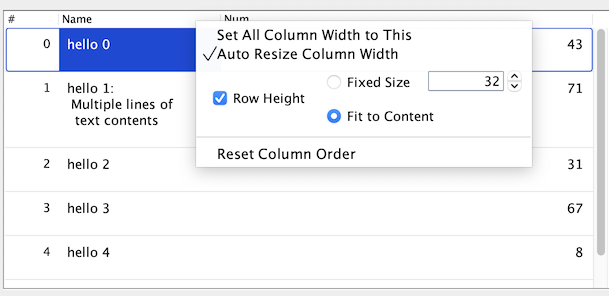 # Name Num
Set All Column Width to This
✓Auto Resize Column Width
0 hello 0 43
Fixed Size 32
Row Height
Fit to Content
1 hello 1: 71
Multiple lines of
text contents
Reset Column Order
2 hello 2 31
3 hello 3 67
4 hello 4 8